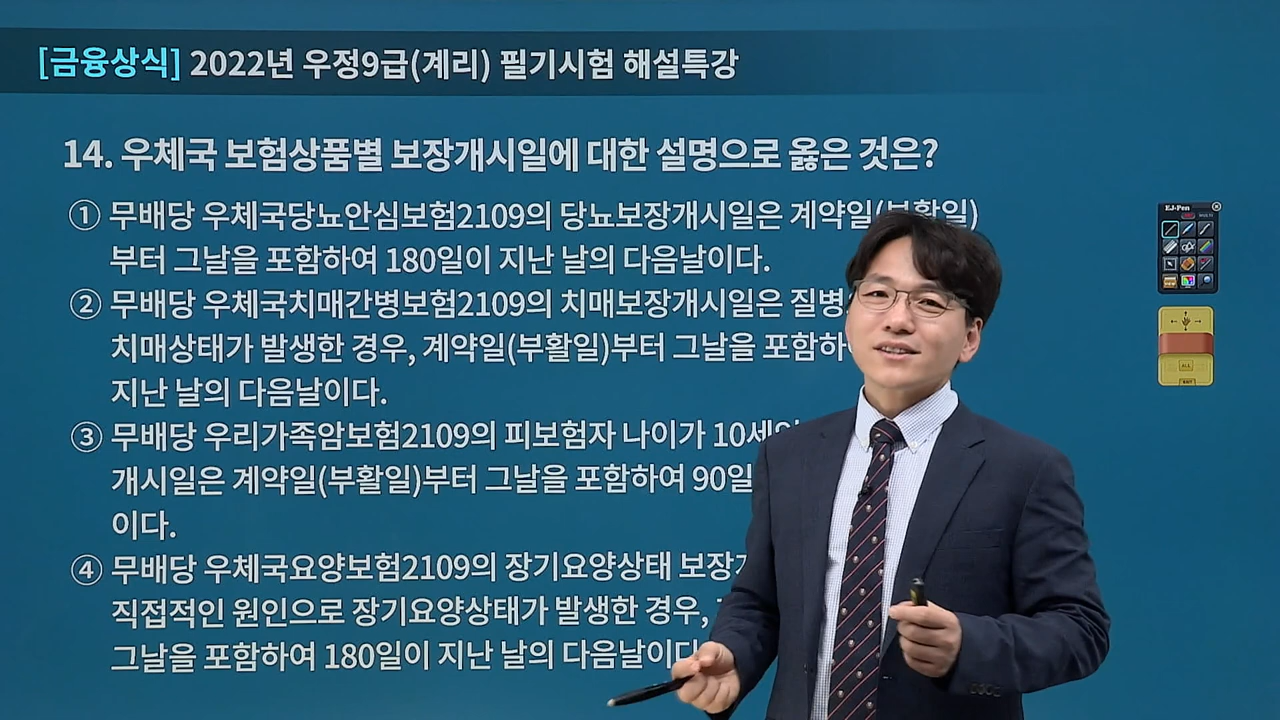 [금융상식] 2022년 우정9급(계리) 필기시험 해설특강
14. 우체국 보험상품별 보장개시일에 대한 설명으로 옳은 것은?
① 무배당 우체국당뇨안심보험2109의 당뇨보장개시일은 계약일(부활일)
부터 그날을 포함하여 180일이 지난 날의 다음날이다.
② 무배당 우체국치매간병보험2109의 치매보장개시일은 질병
치매상태가 발생한 경우, 계약일(부활일)부터 그날을 포함하
지난 날의 다음날이다.
③ 무배당 우리가족암보험2109의 피보험자 나이가 10세
개시일은 계약일(부활일)부터 그날을 포함하여 90일
이다.
④ 무배당 우체국요양보험2109의 장기요양상태 보장
직접적인 원인으로 장기요양상태가 발생한 경우,
그날을 포함하여 180일이 지난 날의 다음날이다
EJ-Pen
ALL